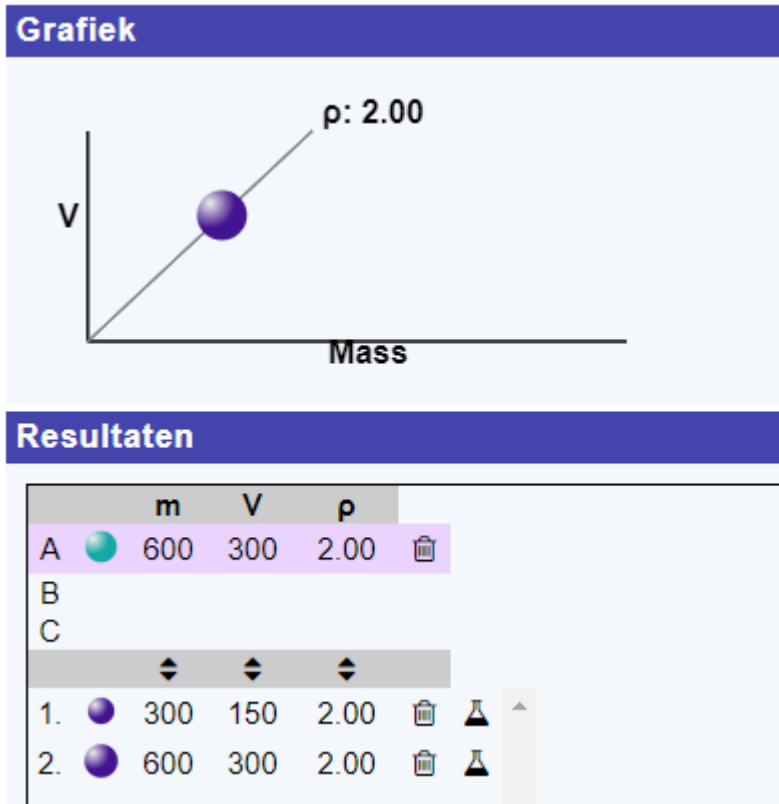 Grafiek
ρ: 2.00
V
Mass
Resultaten
m V ρ
A 600 300 2.00
B
C
1. 300 150 2.00
2. 600 300 2.00